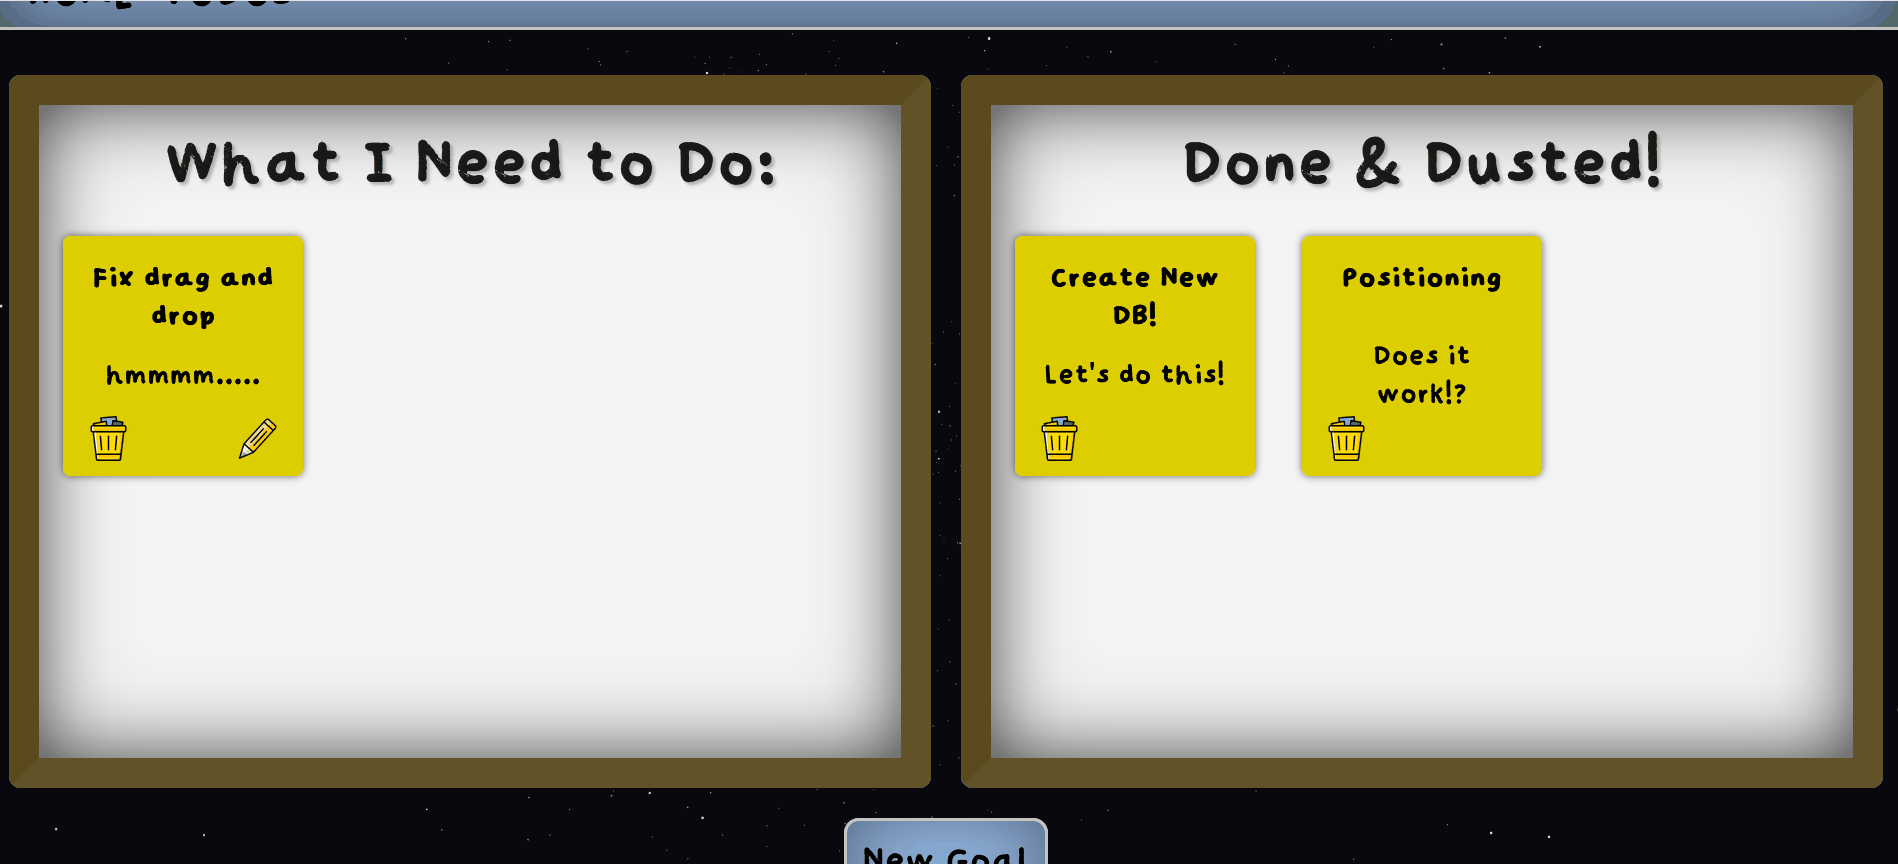 What I Need to Do:
Fix drag and
drop
hmmmm.....
Done & Dusted!
Create New
DB!
Let's do this!
Positioning
Does it
work!?
New Goal